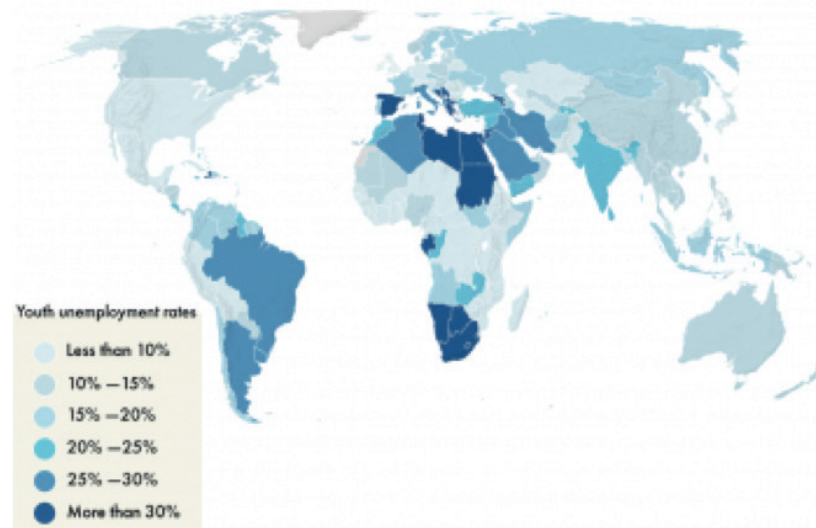 Youth unemployment rates
Less than 10%
10% —15%
15% —20%
20% —25%
25% —30%
More than 30%